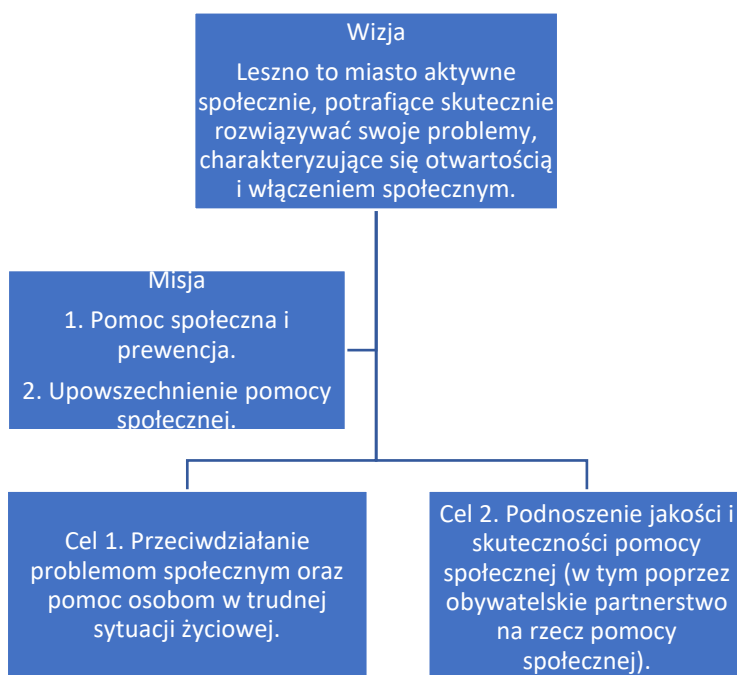 Wizja
Leszno to miasto aktywne
społecznie, potrafiące skutecznie
rozwiązywać swoje problemy,
charakteryzujące się otwartością
i włączeniem społecznym.
Misja
1. Pomoc społeczna i
prewencja.
2. Upowszechnienie pomocy
społecznej.
Cel 1. Przeciwdziałanie
problemom społecznym oraz
pomoc osobom w trudnej
sytuacji życiowej.
Cel 2. Podnoszenie jakości i
skuteczności pomocy
społecznej (w tym poprzez
obywatelskie partnerstwo
na rzecz pomocy
społecznej).